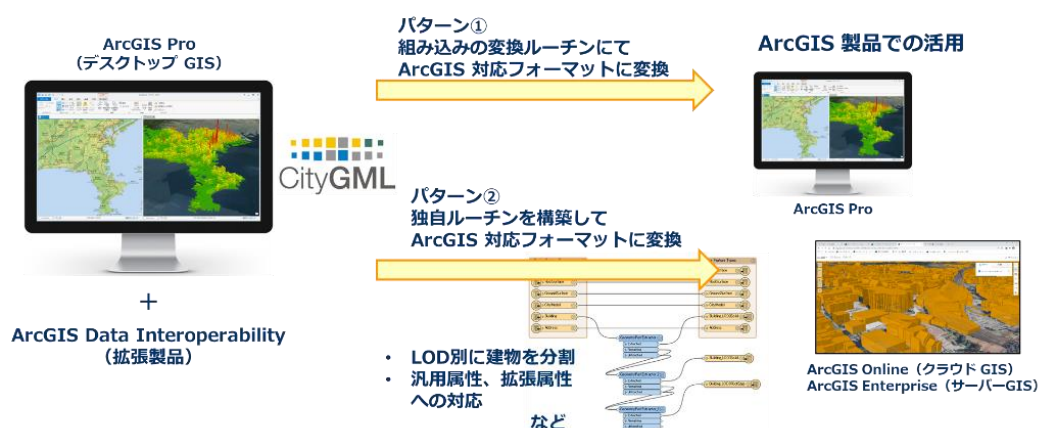 ArcGIS Pro
（デスクトップ GIS）
＋
ArcGIS Data Interoperability
（拡張製品）
CityGML
パターン①
組み込みの変換ルーチンにて
ArcGIS 対応フォーマットに変換
パターン②
独自ルーチンを構築して
ArcGIS 対応フォーマットに変換
• LOD別に建物を分割
• 汎用属性、拡張属性
への対応
など
ArcGIS 製品での活用
ArcGIS Pro
ArcGIS Online（クラウド GIS）
ArcGIS Enterprise（サーバーGIS）